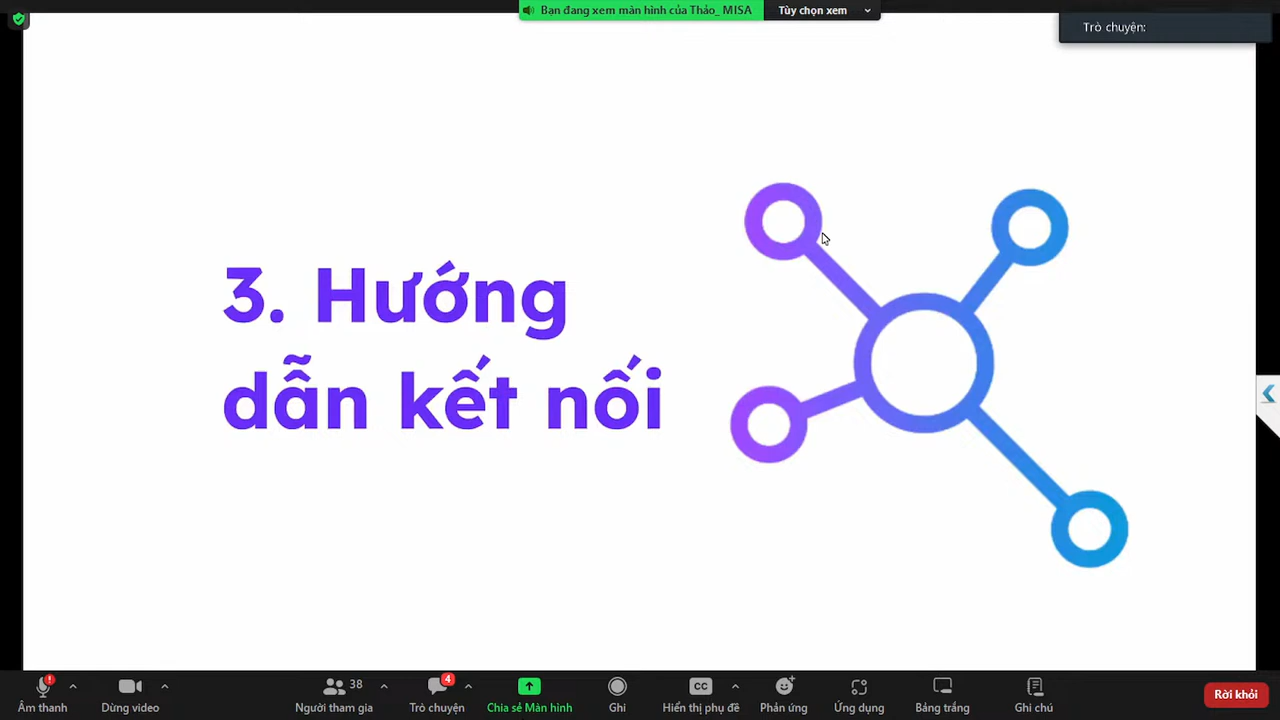 Bạn đang xem màn hình của Thảo_ MISA
Tùy chọn xem
Trò chuyện:
3. Hướng
dẫn kết nối
Âm thanh
Dừng video
38
Người tham gia
4
Trò chuyện
Chia sẻ Màn hình
Ghi
CC
Hiển thị phụ đề
Phản ứng
Ứng dụng
Bảng trắng
Ghi chú
Rời khỏi